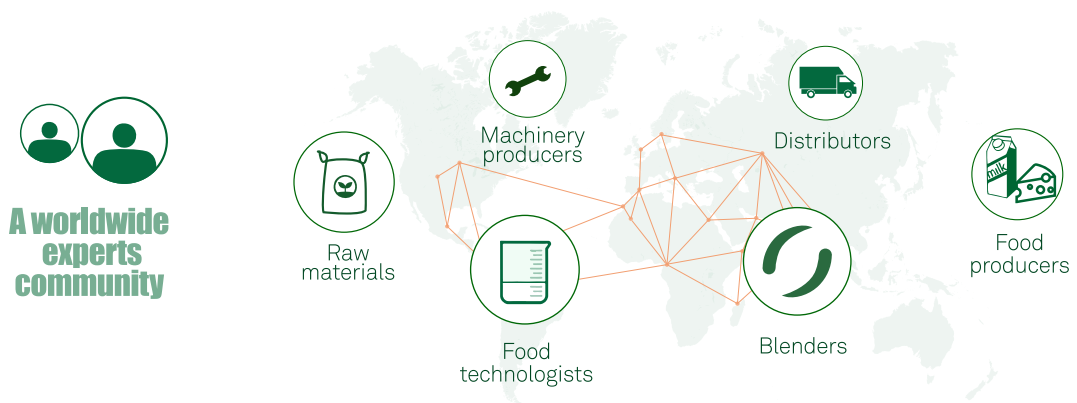 A worldwide
experts
community
Raw
materials
Machinery
producers
Food
technologists
Distributors
Blenders
milk
Food
producers